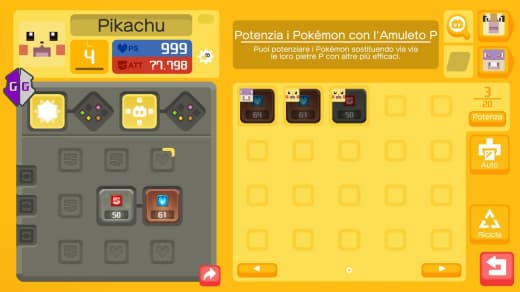 Pikachu
4
PS 999
ATT 77.798
G G
50
61
Potenzia i Pokémon con l'Amuleto P
Puoi potenziare i Pokémon sostituendo via via
le loro pietre P con altre più efficaci.
64
61
50
3
20
Potenza
Auto
Ricicla